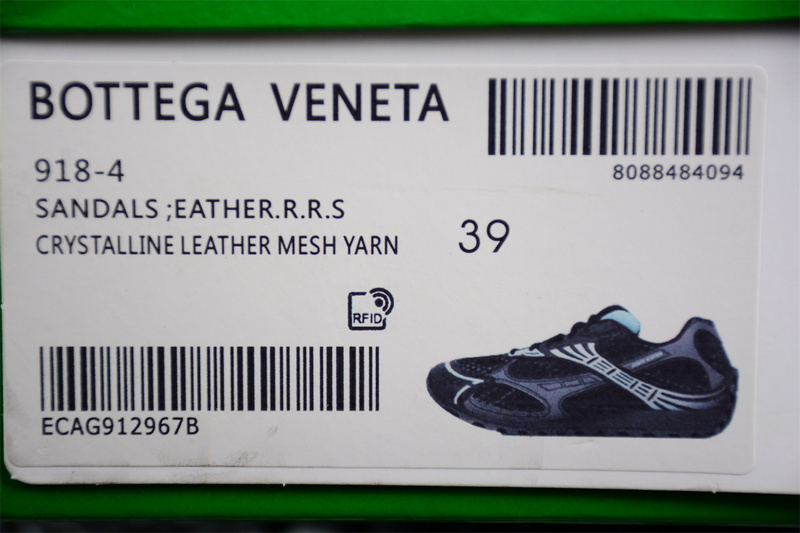 BOTTEGA VENETA
8088484094
918-4
SANDALS ;EATHER.R.R.S
CRYSTALLINE LEATHER MESH YARN
39
RFID
ECAG912967B